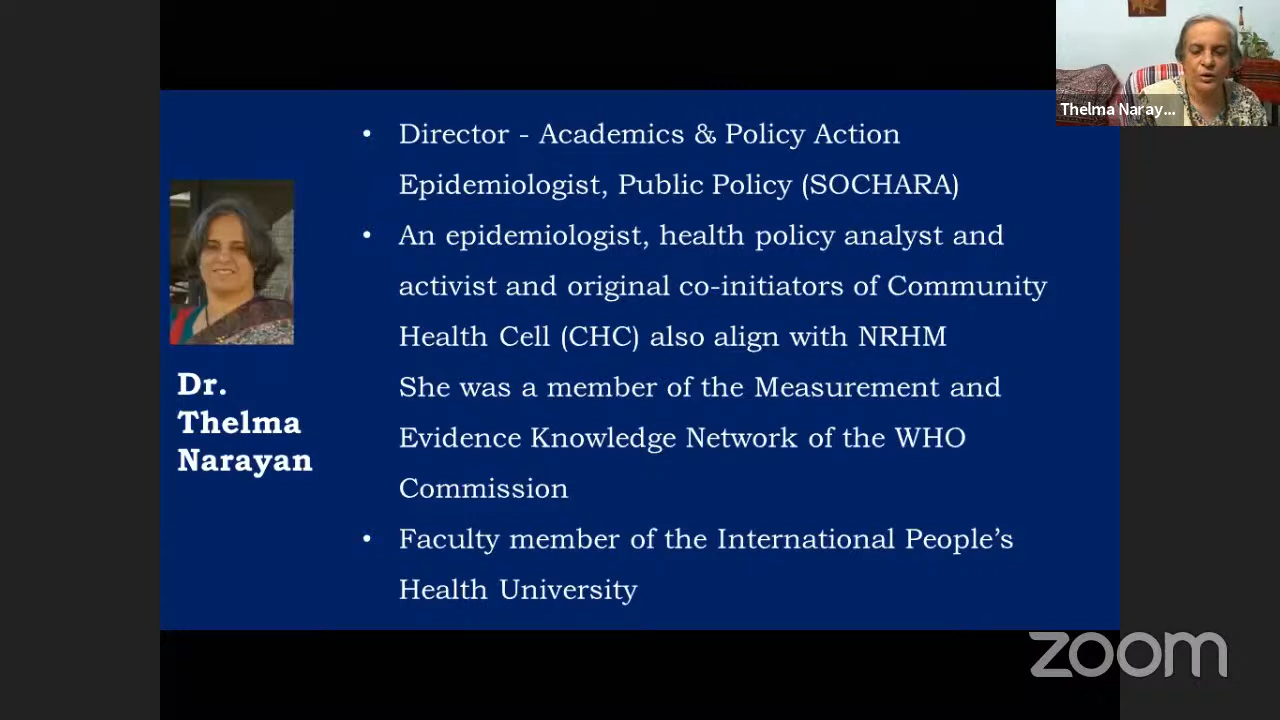 Thelma Naray...
• Director - Academics & Policy Action
Epidemiologist, Public Policy (SOCHARA)
• An epidemiologist, health policy analyst and
activist and original co-initiators of Community
Health Cell (CHC) also align with NRHM
She was a member of the Measurement and
Evidence Knowledge Network of the WHO
Commission
• Faculty member of the International People’s
Health University
Dr.
Thelma
Narayan
zoom